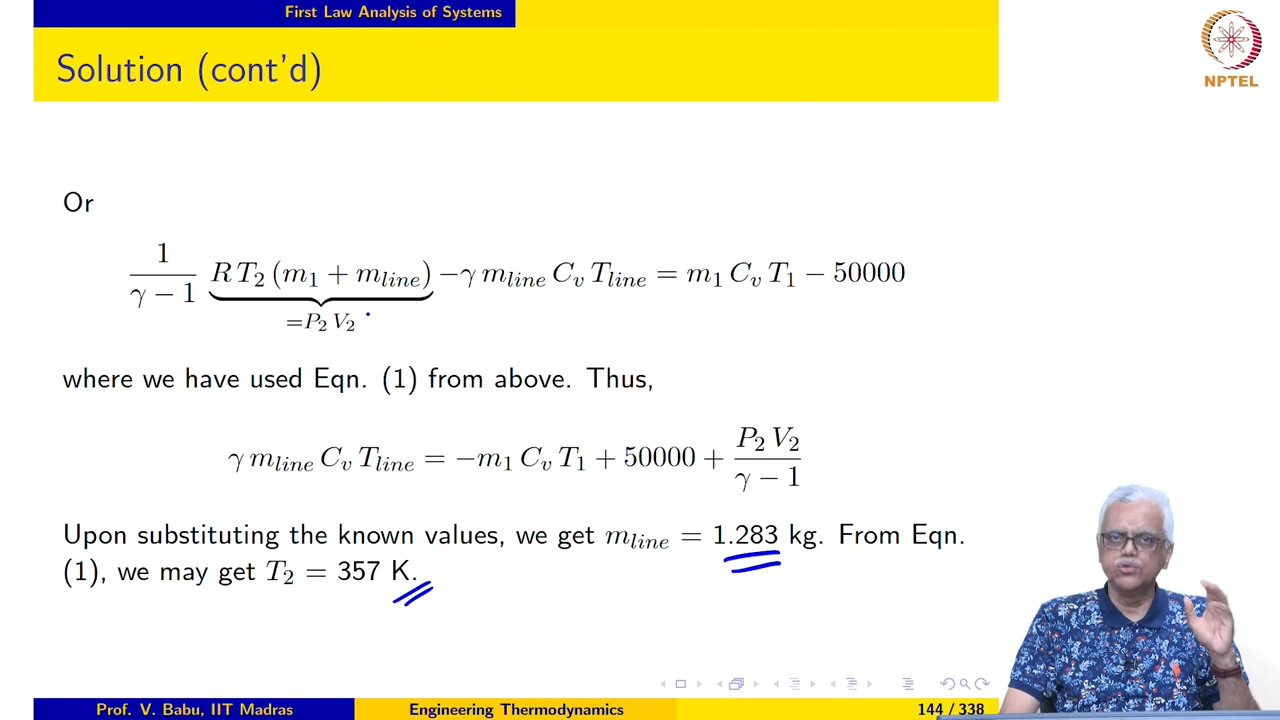 First Law Analysis of Systems
Solution (cont'd)
NPTEL
Or
1/(γ − 1) R T₂ (m₁ + m_line) − γ m_line C_v T_line = m₁ C_v T₁ − 50000
=P₂ V₂
where we have used Eqn. (1) from above. Thus,
γ m_line C_v T_line = −m₁ C_v T₁ + 50000 + P₂ V₂/(γ − 1)
Upon substituting the known values, we get m_line = 1.283 kg. From Eqn.
(1), we may get T₂ = 357 K.
Prof. V. Babu, IIT Madras Engineering Thermodynamics 144 / 338